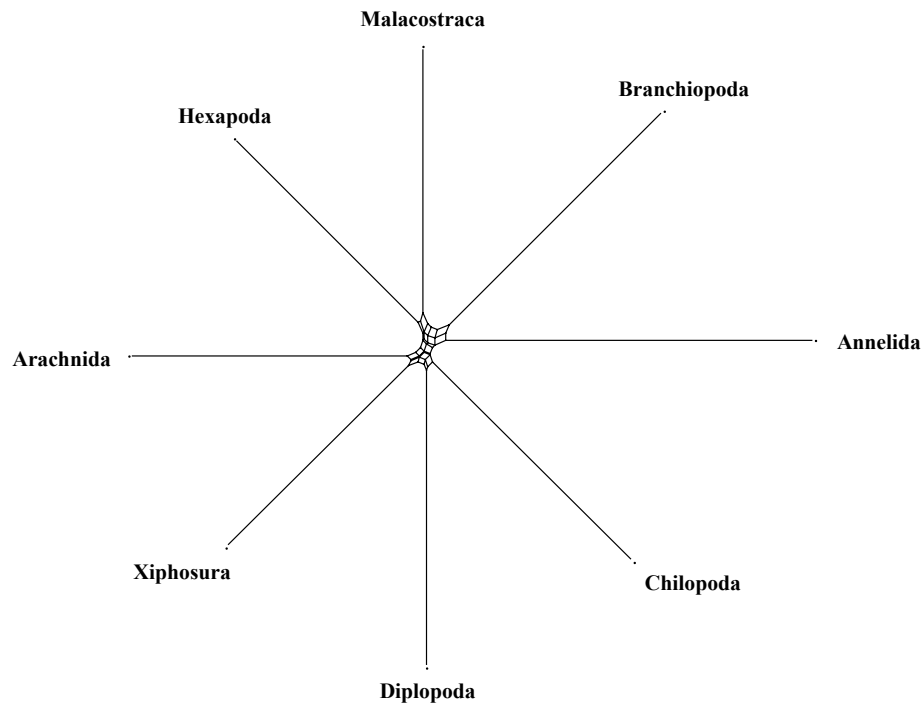 Malacostraca
Branchiopoda
Hexapoda
Annelida
Arachnida
Xiphosura
Chilopoda
Diplopoda